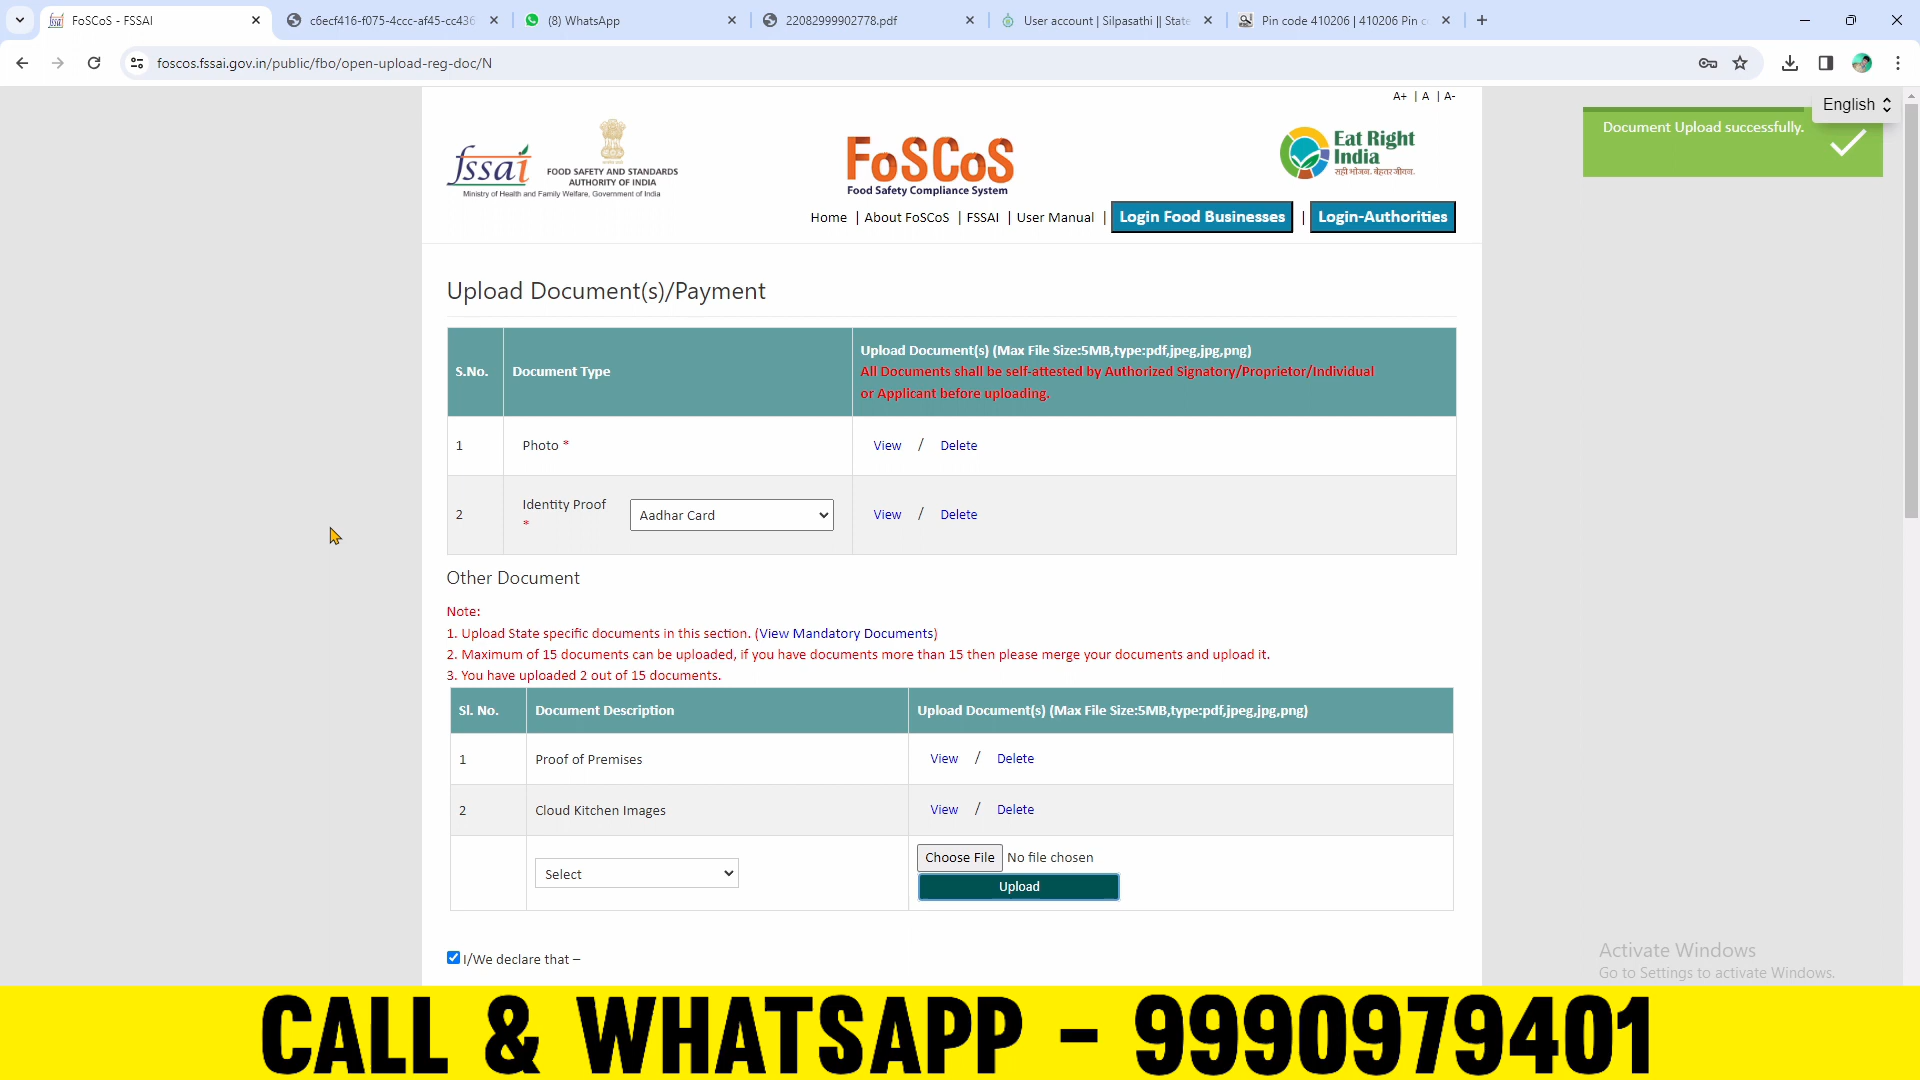 FoSCoS - FSSAI
c6ecf416-f075-4ccc-af45-cc436
(8) WhatsApp
22082999902778.pdf
User account | Silpasathi || State
Pin code 410206 | 410206 Pin c
foscos.fssai.gov.in/public/fbo/open-upload-reg-doc/N
A+ | A | A-
English
Document Upload successfully.
fssai
FOOD SAFETY AND STANDARDS
AUTHORITY OF INDIA
Ministry of Health and Family Welfare, Government of India
FoSCoS
Food Safety Compliance System
Eat Right
India
सही भोजन. बेहतर जीवन.
Home | About FoSCoS | FSSAI | User Manual | Login Food Businesses | Login-Authorities
Upload Document(s)/Payment
S.No. Document Type
Upload Document(s) (Max File Size:5MB,type:pdf,jpeg,jpg,png)
All Documents shall be self-attested by Authorized Signatory/Proprietor/Individual
or Applicant before uploading.
1 Photo * View / Delete
2 Identity Proof * Aadhar Card View / Delete
Other Document
Note:
1. Upload State specific documents in this section. (View Mandatory Documents)
2. Maximum of 15 documents can be uploaded, if you have documents more than 15 then please merge your documents and upload it.
3. You have uploaded 2 out of 15 documents.
Sl. No. Document Description Upload Document(s) (Max File Size:5MB,type:pdf,jpeg,jpg,png)
1 Proof of Premises View / Delete
2 Cloud Kitchen Images View / Delete
Select Choose File No file chosen
Upload
I/We declare that –
Activate Windows
Go to Settings to activate Windows.
CALL & WHATSAPP - 9990979401